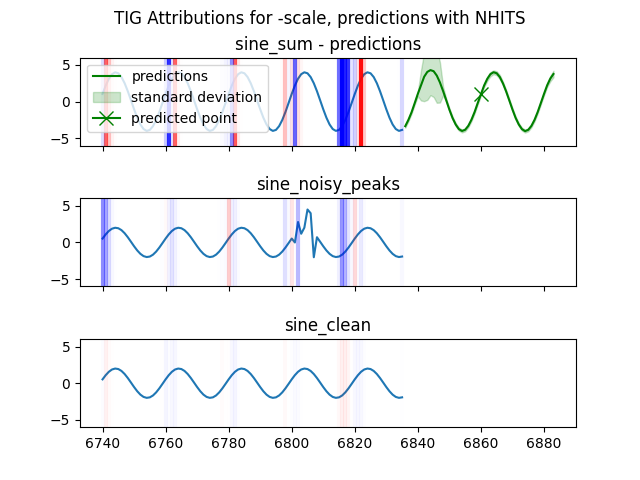 TIG Attributions for -scale, predictions with NHITS
sine_sum - predictions
5
0
−5
predictions
standard deviation
predicted point
sine_noisy_peaks
5
0
−5
sine_clean
5
0
−5
6740 6760 6780 6800 6820 6840 6860 6880